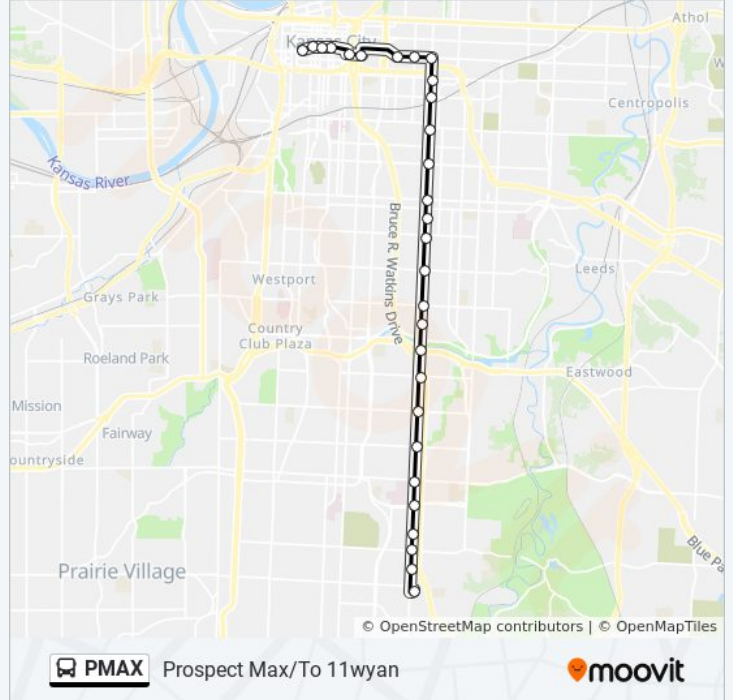 Athol
Kansas City
W
Centropolis
Kansas River
Bruce R. Watkins Drive
Leeds
Westport
Grays Park
Country
Club Plaza
Roeland Park
Eastwood
Mission
Fairway
ountryside
Blue Pa
Prairie Village
© OpenStreetMap contributors | © OpenMapTiles
PMAX Prospect Max/To 11wyan
moovit